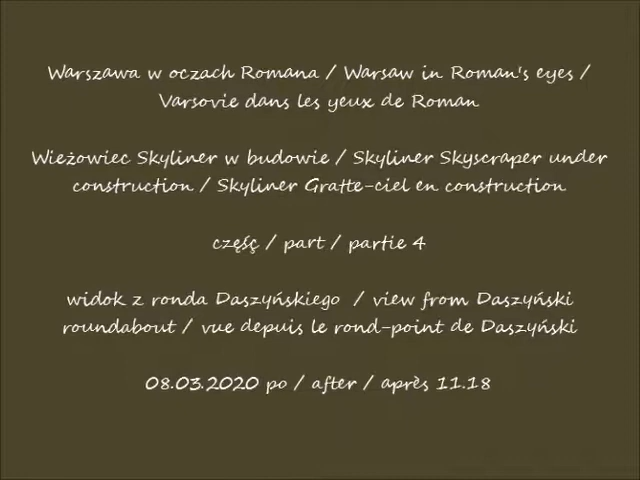 Warszawa w oczach Romana / Warsaw in Roman's eyes /
Varsovie dans les yeux de Roman
Wieżowiec Skyliner w budowie / Skyliner Skyscraper under
construction / Skyliner Gratte-ciel en construction
częśç / part / partie 4
widok z ronda Daszyńskiego / view from Daszyński
roundabout / vue depuis le rond-point de Daszyński
08.03.2020 po / after / après 11.18